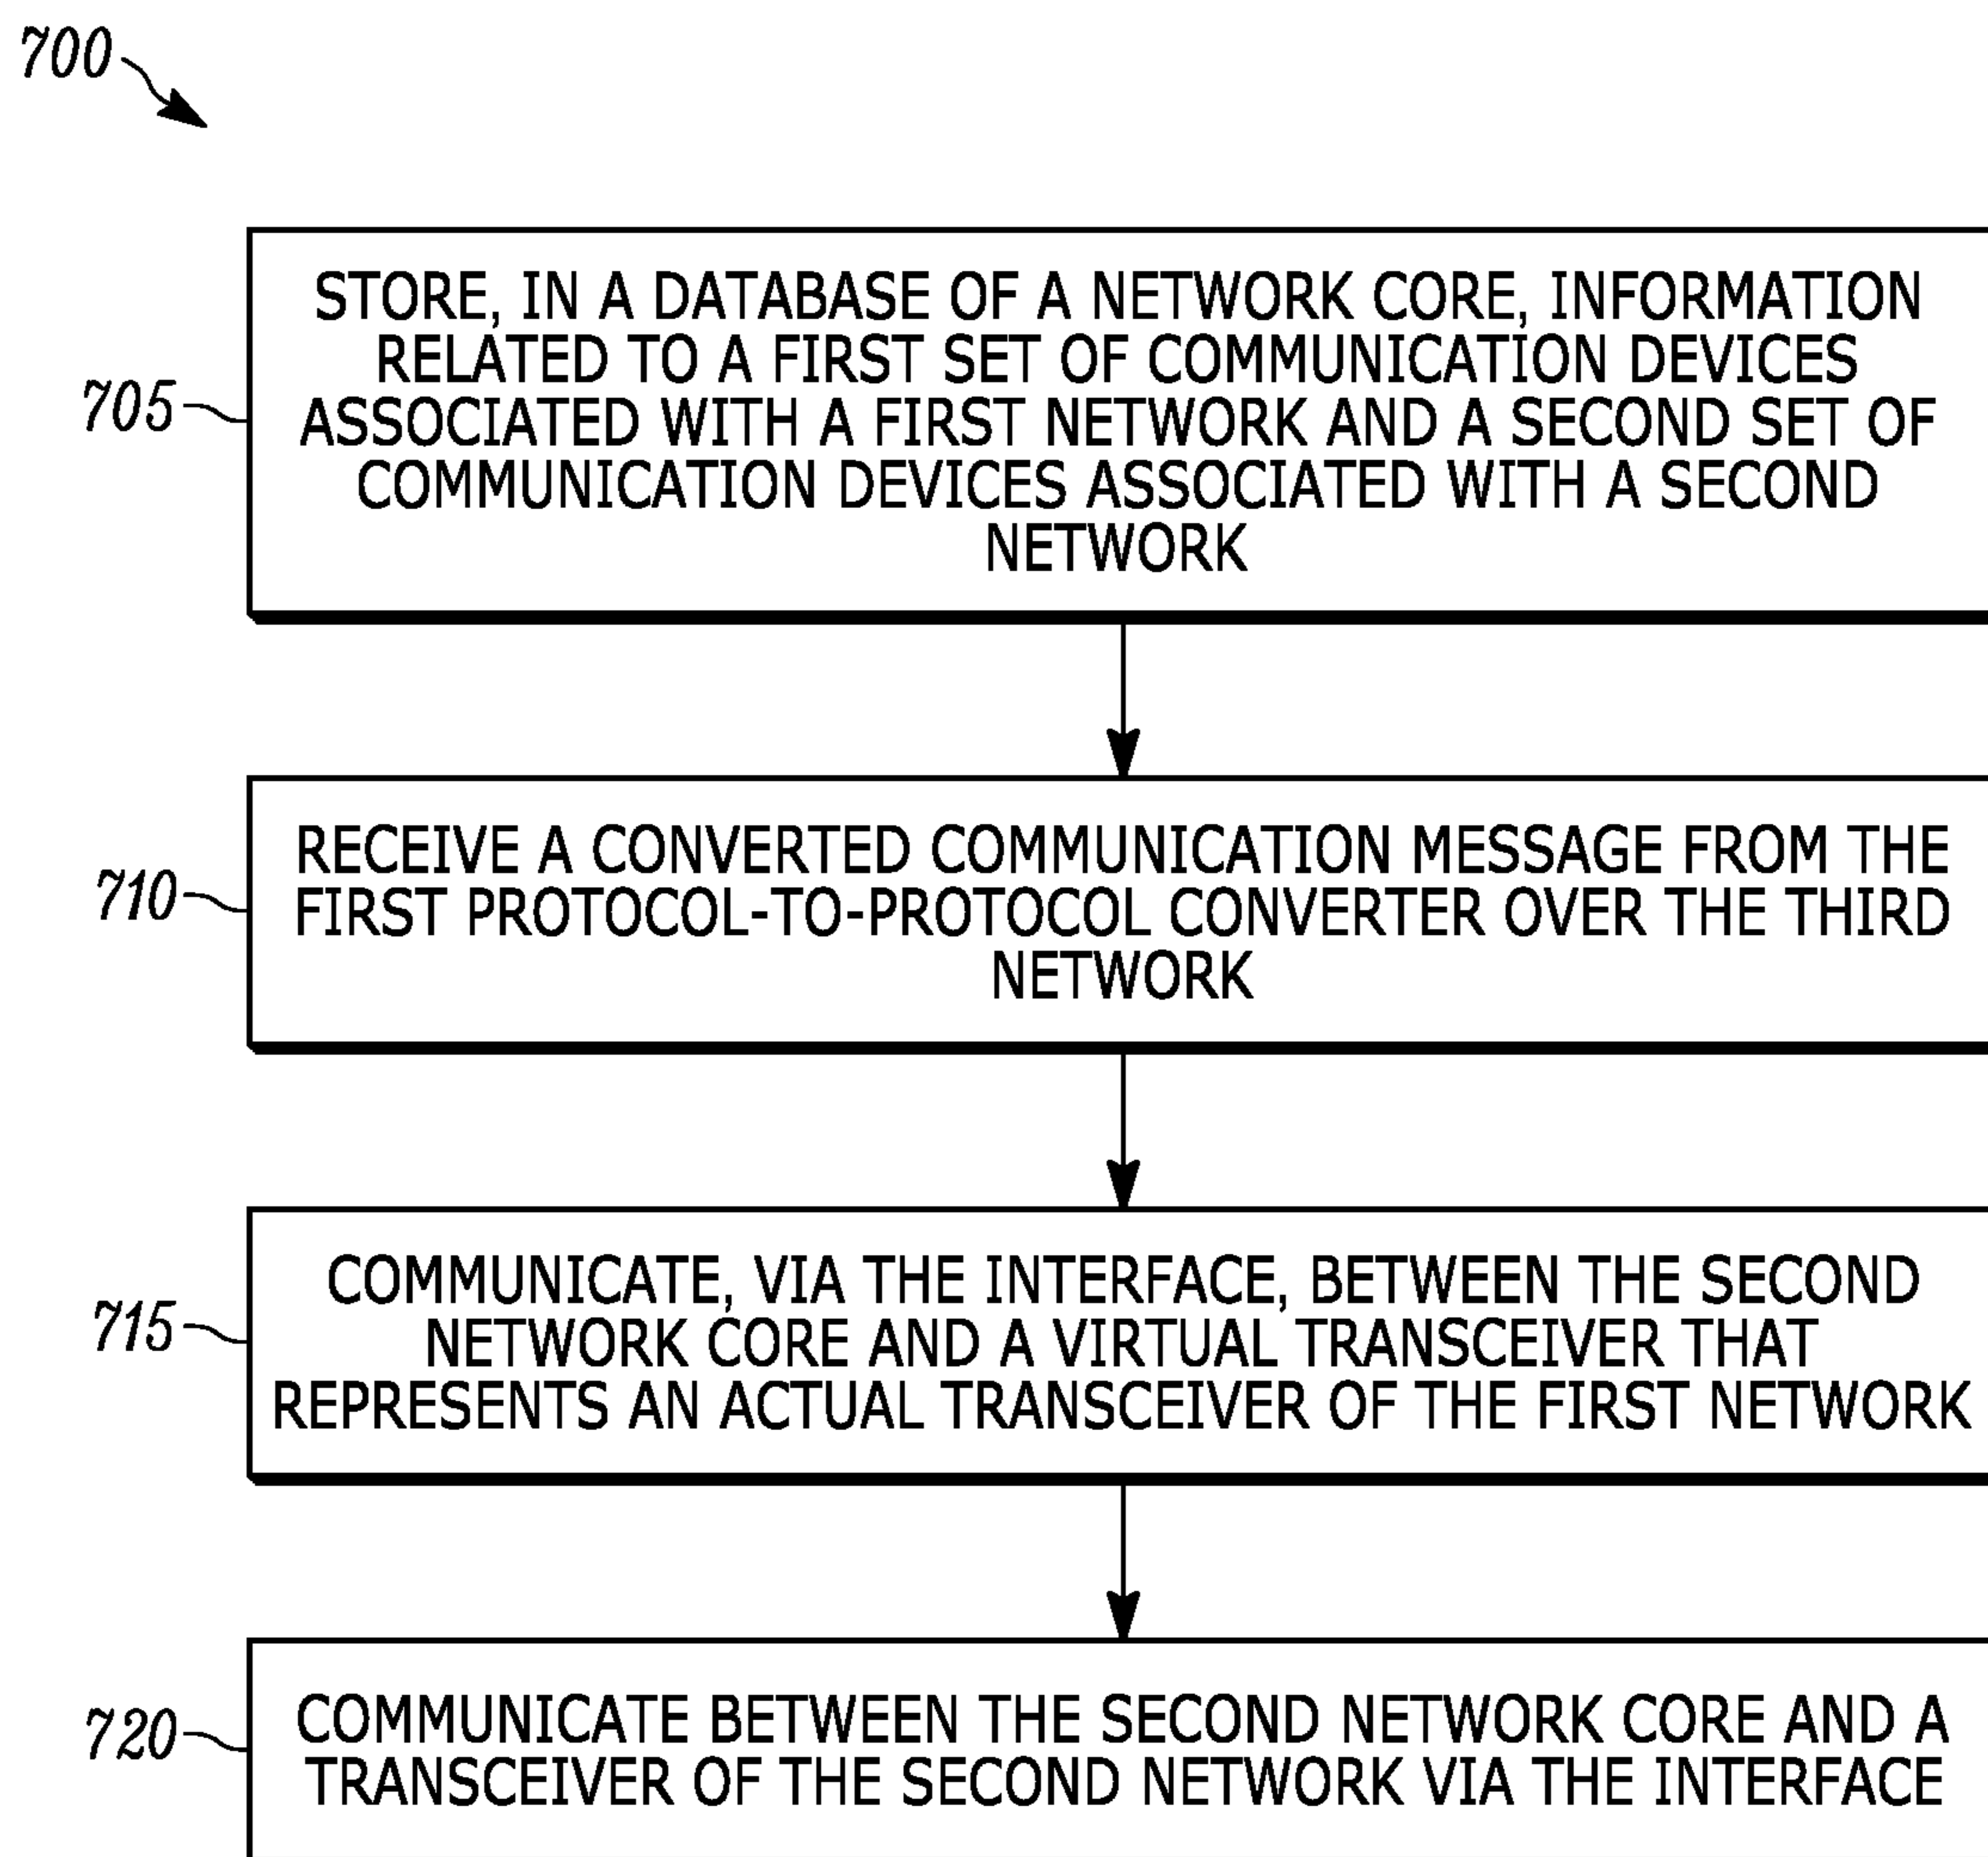 700
STORE, IN A DATABASE OF A NETWORK CORE, INFORMATION
RELATED TO A FIRST SET OF COMMUNICATION DEVICES
705
ASSOCIATED WITH A FIRST NETWORK AND A SECOND SET OF
COMMUNICATION DEVICES ASSOCIATED WITH A SECOND
NETWORK
RECEIVE A CONVERTED COMMUNICATION MESSAGE FROM THE
710
FIRST PROTOCOL-TO-PROTOCOL CONVERTER OVER THE THIRD
NETWORK
COMMUNICATE, VIA THE INTERFACE, BETWEEN THE SECOND
715
NETWORK CORE AND A VIRTUAL TRANSCEIVER THAT
REPRESENTS AN ACTUAL TRANSCEIVER OF THE FIRST NETWORK
720
COMMUNICATE BETWEEN THE SECOND NETWORK CORE AND A
TRANSCEIVER OF THE SECOND NETWORK VIA THE INTERFACE